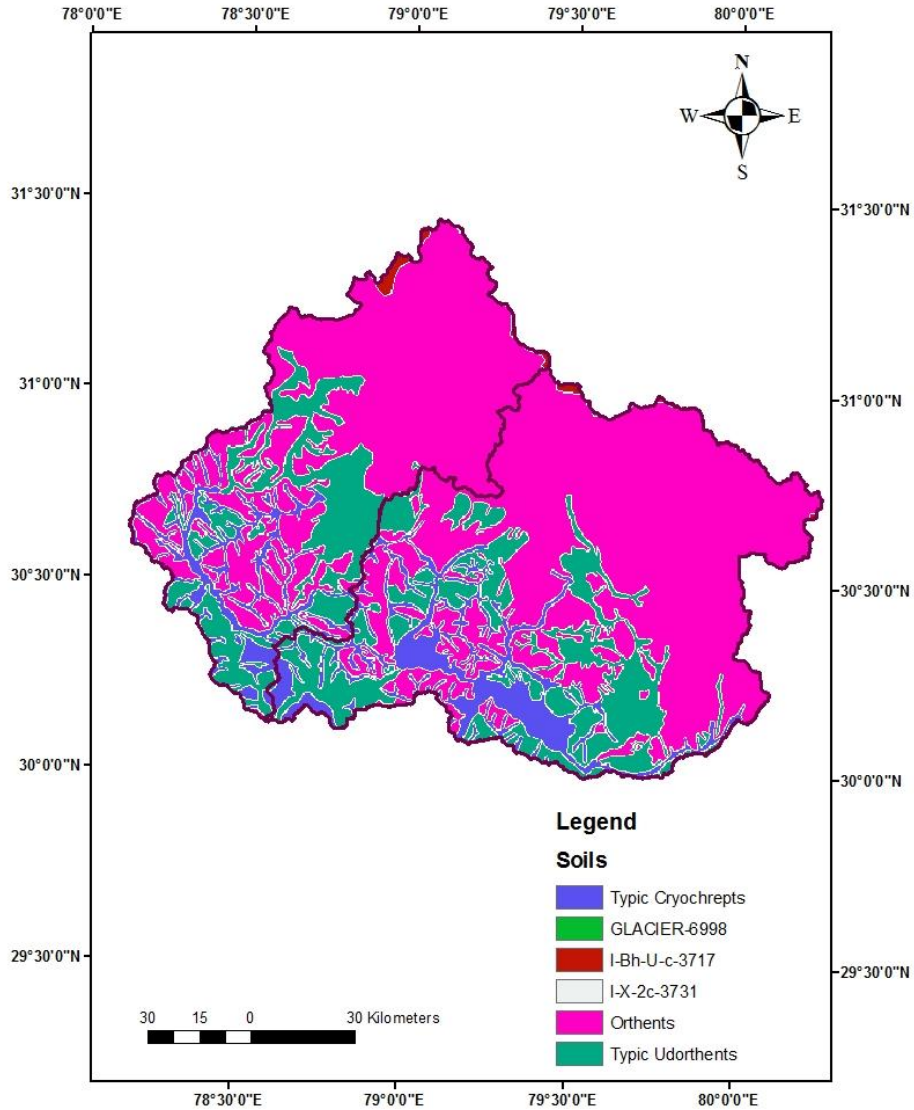 78°0'0"E 78°30'0"E 79°0'0"E 79°30'0"E 80°0'0"E
N
W E
S
31°30'0"N 31°30'0"N
31°0'0"N 31°0'0"N
30°30'0"N 30°30'0"N
30°0'0"N 30°0'0"N
Legend
Soils
Typic Cryochrepts
GLACIER-6998
I-Bh-U-c-3717
I-X-2c-3731
Orthents
Typic Udorthents
29°30'0"N 29°30'0"N
30 15 0 30 Kilometers
78°30'0"E 79°0'0"E 79°30'0"E 80°0'0"E